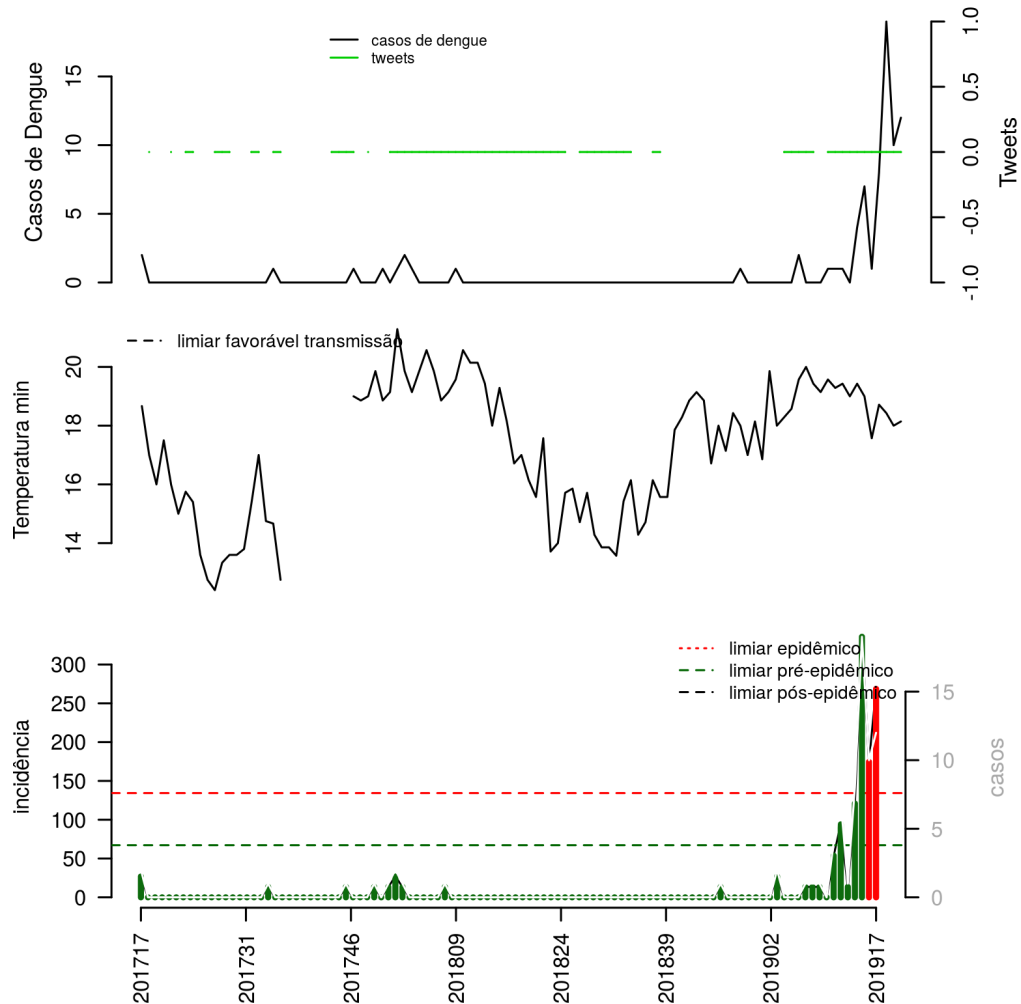 casos de dengue
tweets
Casos de Dengue
0
5
10
15
Tweets
-1.0
-0.5
0.0
0.5
1.0
limiar favorável transmissão
Temperatura min
14
16
18
20
limiar epidêmico
limiar pré-epidêmico
limiar pós-epidêmico
incidência
300
250
200
150
100
50
0
casos
15
10
5
0
201717
201731
201746
201809
201824
201839
201902
201917